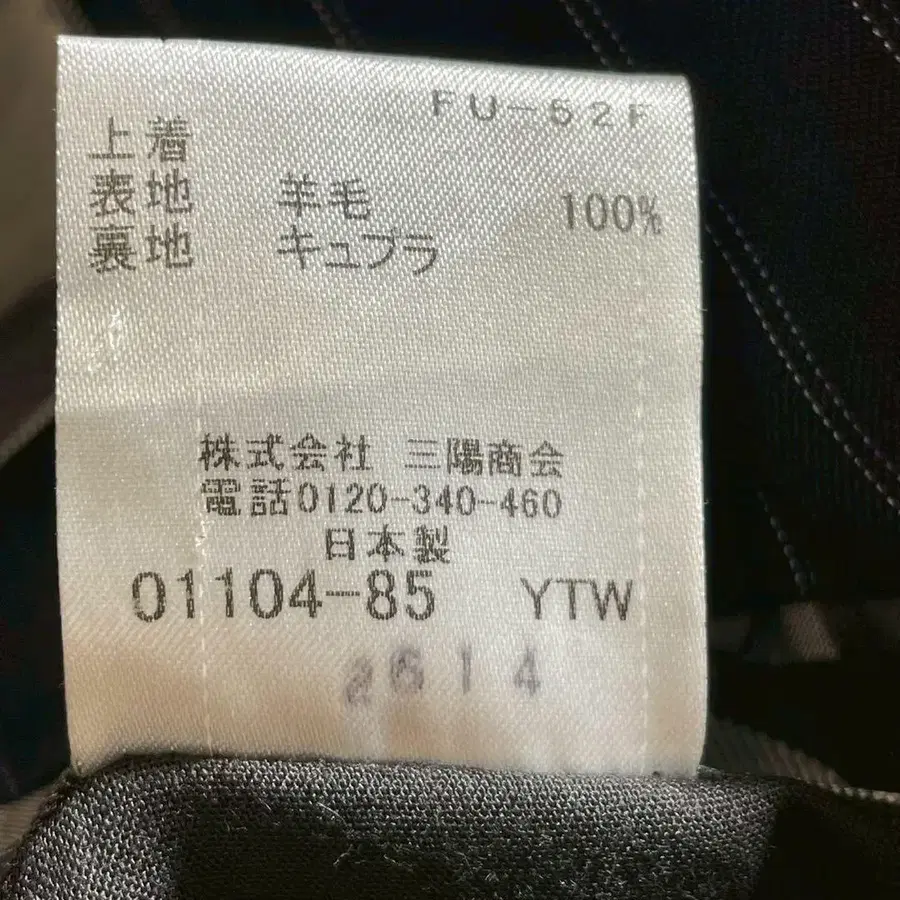 FU-52F
上着
表地 羊毛 100%
裏地 キュプラ
株式会社 三陽商会
電話0120-340-460
日本製
01104-85 YTW
2614